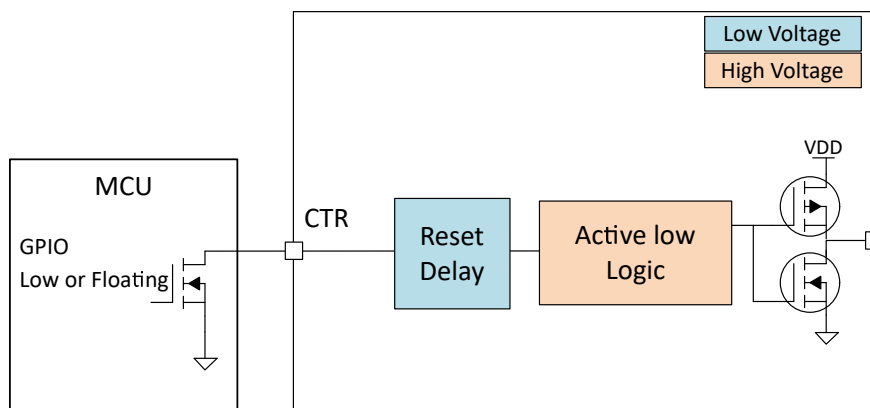 Low Voltage
High Voltage
VDD
MCU
CTR
GPIO
Low or Floating
Reset
Delay
Active low
Logic